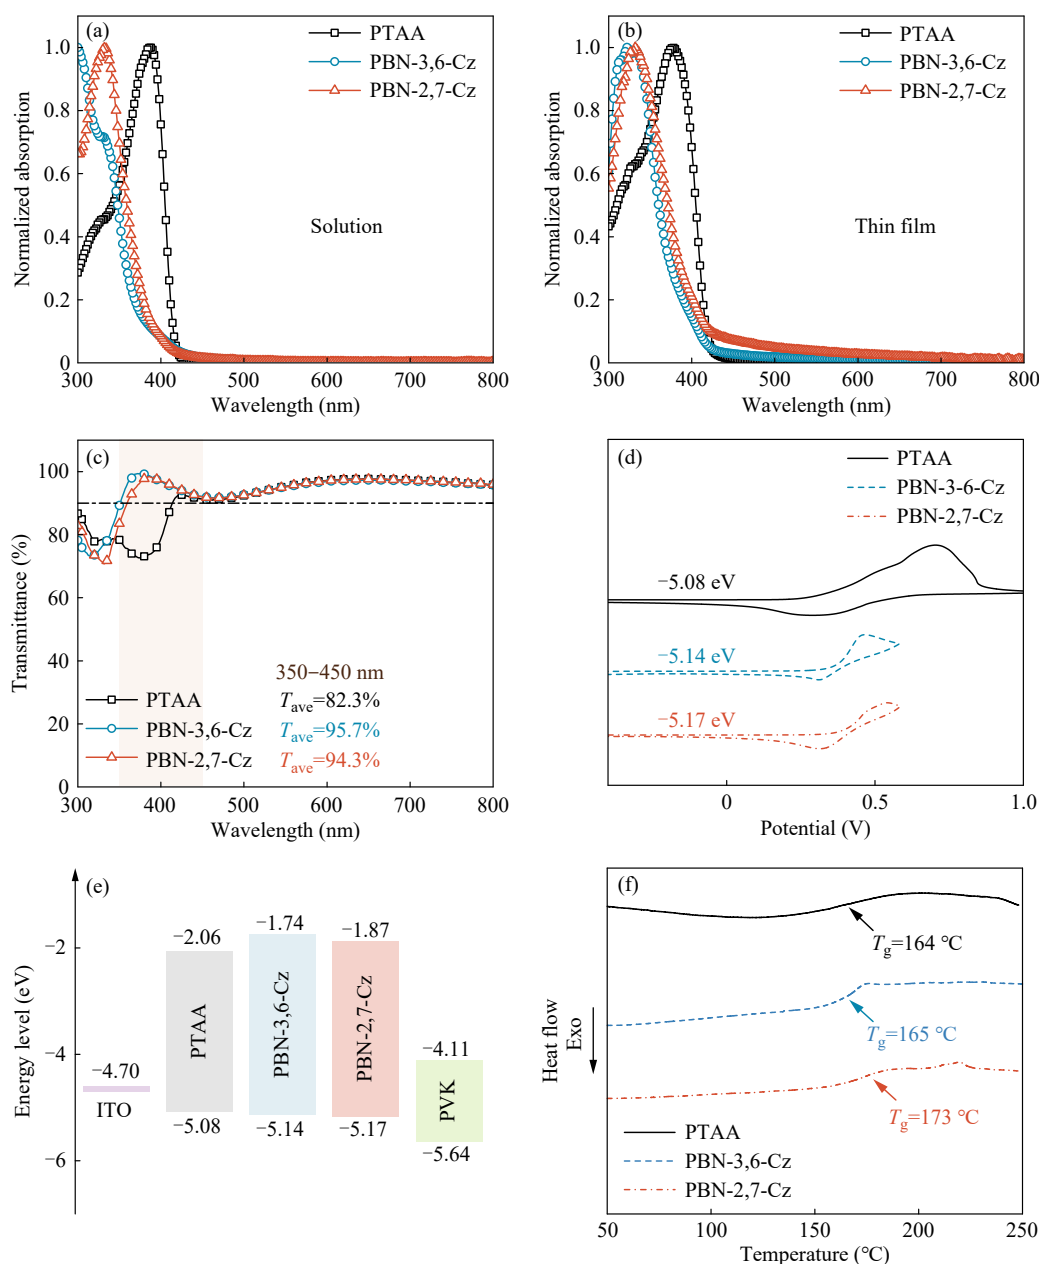 (a)
PTAA
PBN-3,6-Cz
PBN-2,7-Cz
Solution
1.0
0.8
0.6
0.4
0.2
0
300 400 500 600 700 800
Normalized absorption
Wavelength (nm)
(b)
PTAA
PBN-3,6-Cz
PBN-2,7-Cz
Thin film
1.0
0.8
0.6
0.4
0.2
0
300 400 500 600 700 800
Normalized absorption
Wavelength (nm)
(c)
100
80
60
40
20
0
Transmittance (%)
350−450 nm
PTAA Tave=82.3%
PBN-3,6-Cz Tave=95.7%
PBN-2,7-Cz Tave=94.3%
300 400 500 600 700 800
Wavelength (nm)
(d)
PTAA
PBN-3-6-Cz
PBN-2,7-Cz
−5.08 eV
−5.14 eV
−5.17 eV
0 0.5 1.0
Potential (V)
(e)
Energy level (eV)
−2
−4
−6
−4.70
ITO
−2.06
PTAA
−5.08
−1.74
PBN-3,6-Cz
−5.14
−1.87
PBN-2,7-Cz
−5.17
−4.11
PVK
−5.64
(f)
Heat flow
Exo
Tg=164 °C
Tg=165 °C
Tg=173 °C
PTAA
PBN-3,6-Cz
PBN-2,7-Cz
50 100 150 200 250
Temperature (°C)